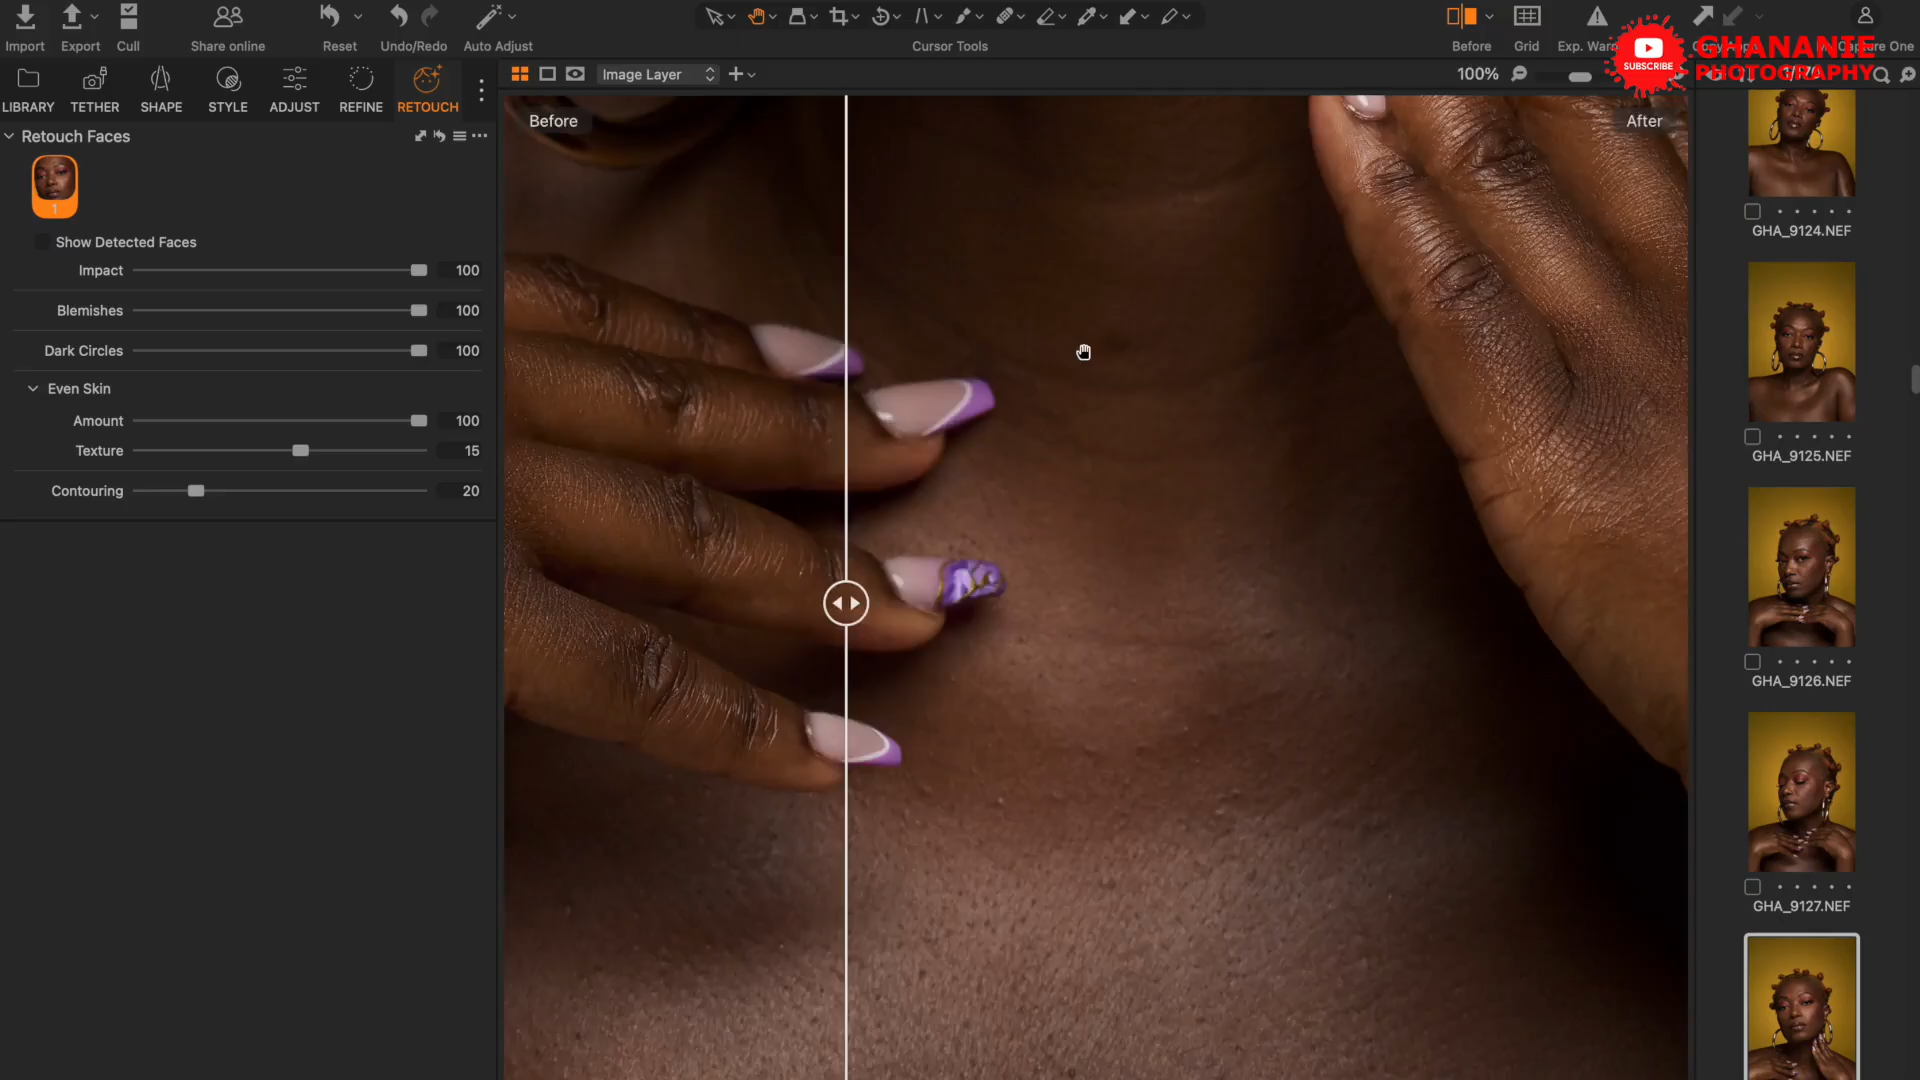 Import
Export
Cull
Share online
Reset
Undo/Redo
Auto Adjust
Cursor Tools
Before
Grid
Exp. Warn
Capture One
SUBSCRIBE
GHANANIE
PHOTOGRAPHY
LIBRARY
TETHER
SHAPE
STYLE
ADJUST
REFINE
RETOUCH
Image Layer
100%
Retouch Faces
1
Show Detected Faces
Impact 100
Blemishes 100
Dark Circles 100
Even Skin
Amount 100
Texture 15
Contouring 20
Before
After
GHA_9124.NEF
GHA_9125.NEF
GHA_9126.NEF
GHA_9127.NEF